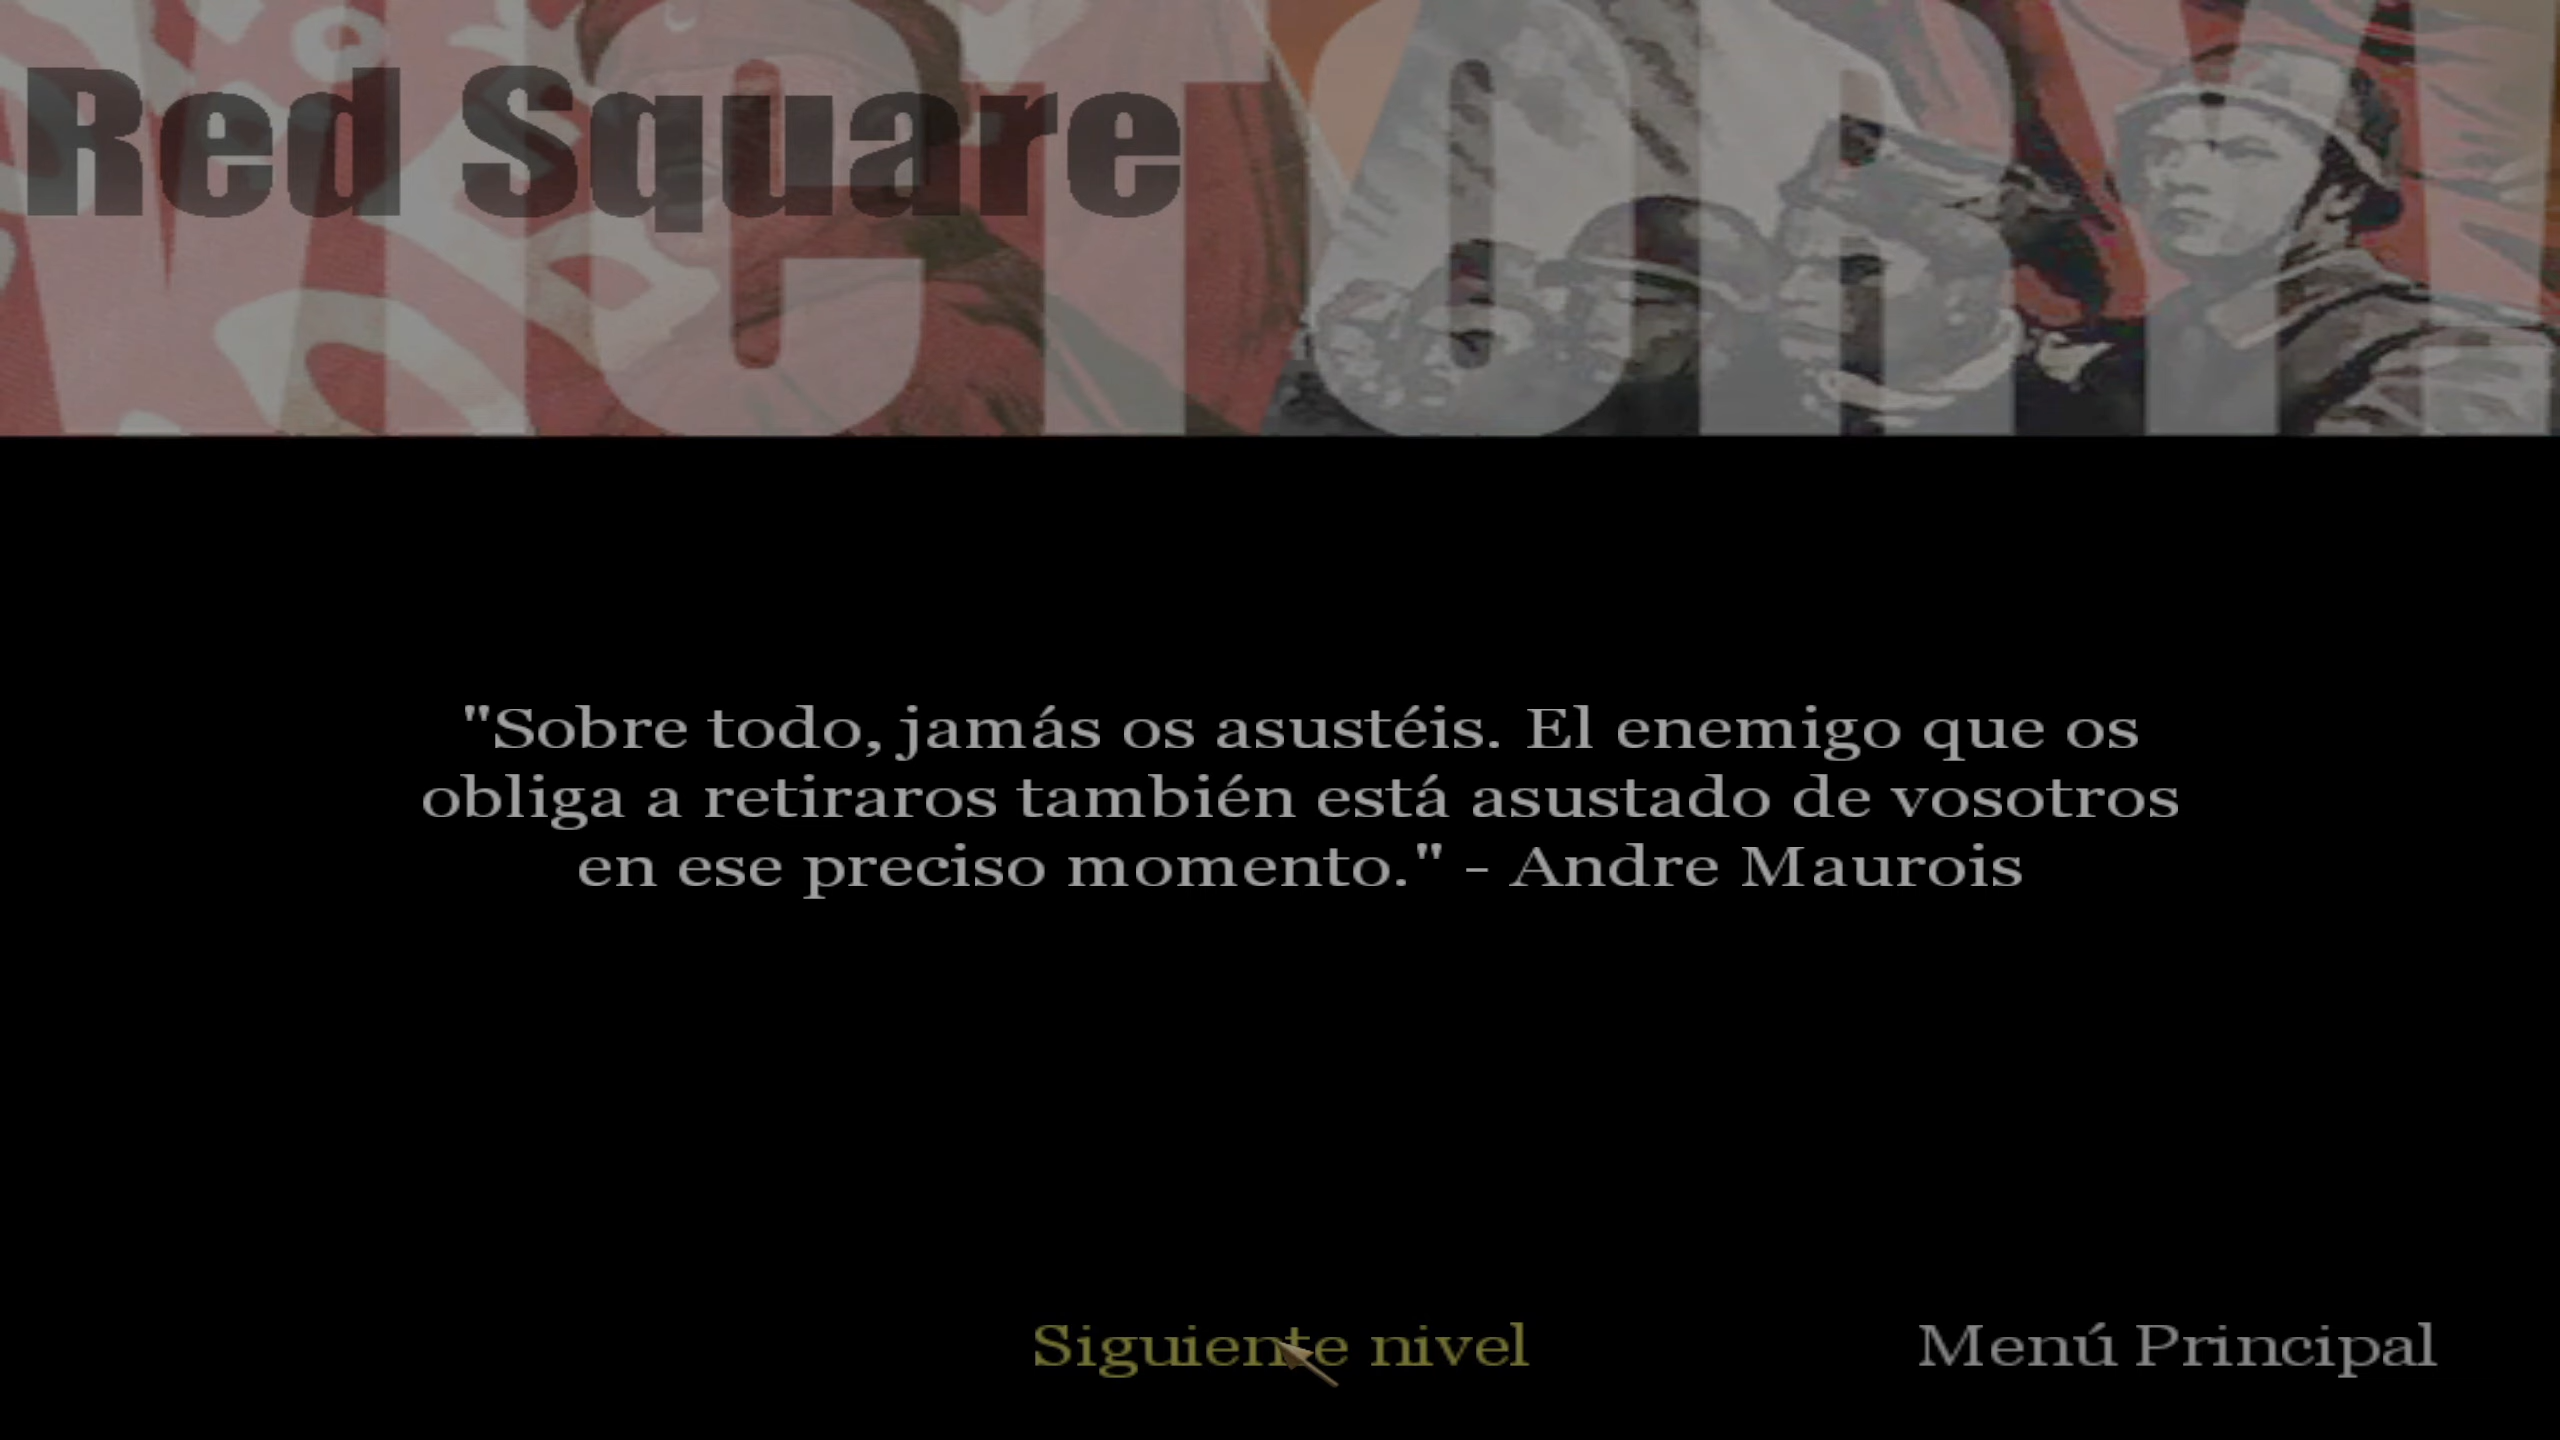 VICTORY!
Red Square
"Sobre todo, jamás os asustéis. El enemigo que os
obliga a retiraros también está asustado de vosotros
en ese preciso momento." - Andre Maurois
Siguiente nivel
Menú Principal